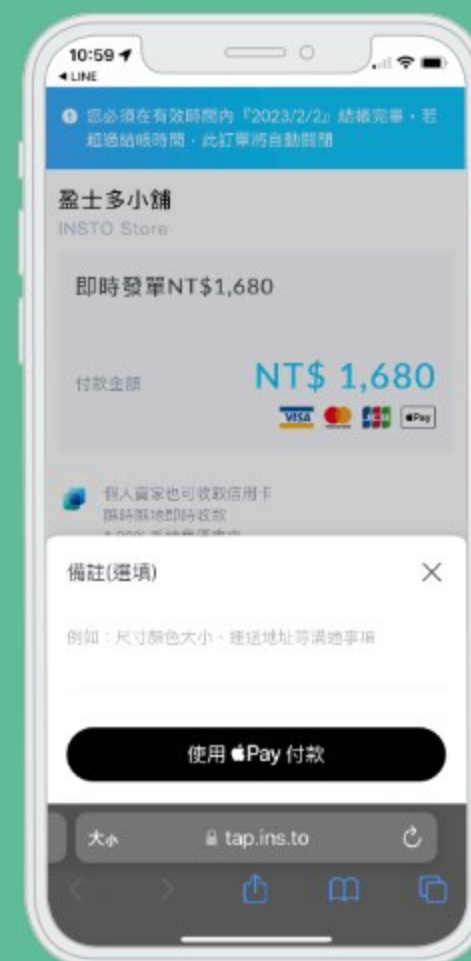 10:59
◀ LINE
您必須在有效時間內『2023/2/2』結帳完畢，若
超過結帳時間，此訂單將自動關閉
盈士多小舖
INSTO Store
即時發單NT$1,680
付款金額
NT$ 1,680
VISA
JCB
Pay
個人賣家也可收取信用卡
隨時隨地即時收款
備註(選填)
例如：尺寸顏色大小、運送地址等溝通事項
使用 Pay 付款
大小
tap.ins.to